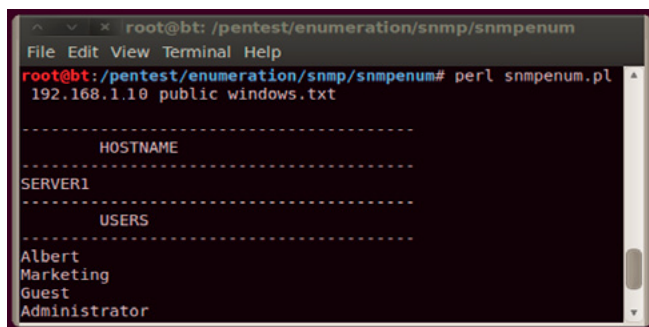 root@bt: /pentest/enumeration/snmp/snmpenum
File Edit View Terminal Help
root@bt:/pentest/enumeration/snmp/snmpenum# perl snmpenum.pl
192.168.1.10 public windows.txt
----------------------------------------
HOSTNAME
----------------------------------------
SERVER1
----------------------------------------
USERS
----------------------------------------
Albert
Marketing
Guest
Administrator